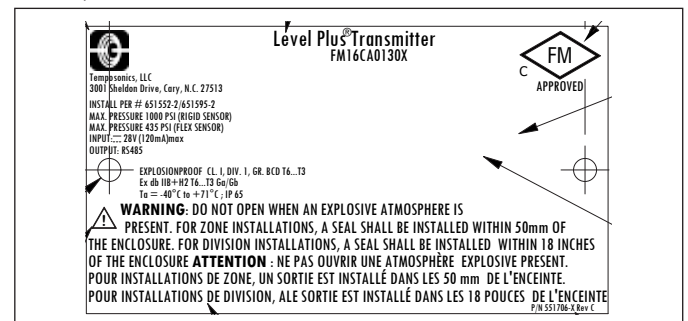 Level Plus® Transmitter
FM16CA0130X
FM
C
APPROVED
Temposonics, LLC
3001 Sheldon Drive, Cary, N.C. 27513
INSTALL PER # 651552-2/651595-2
MAX. PRESSURE 1000 PSI (RIGID SENSOR)
MAX. PRESSURE 435 PSI (FLEX SENSOR)
INPUT:⎓ 28V (120mA)max
OUTPUT: RS485
EXPLOSIONPROOF CL. I, DIV. 1, GR. BCD T6...T3
Ex db IIB+H2 T6...T3 Ga/Gb
Ta = -40°C to +71°C ; IP 65
WARNING: DO NOT OPEN WHEN AN EXPLOSIVE ATMOSPHERE IS
PRESENT. FOR ZONE INSTALLATIONS, A SEAL SHALL BE INSTALLED WITHIN 50mm OF
THE ENCLOSURE. FOR DIVISION INSTALLATIONS, A SEAL SHALL BE INSTALLED WITHIN 18 INCHES
OF THE ENCLOSURE ATTENTION : NE PAS OUVRIR UNE ATMOSPHÈRE EXPLOSIVE PRESENT.
POUR INSTALLATIONS DE ZONE, UN SORTIE EST INSTALLÉ DANS LES 50 mm DE L'ENCEINTE.
POUR INSTALLATIONS DE DIVISION, ALE SORTIE EST INSTALLÉ DANS LES 18 POUCES DE L'ENCEINTE
P/N 551706-X Rev C